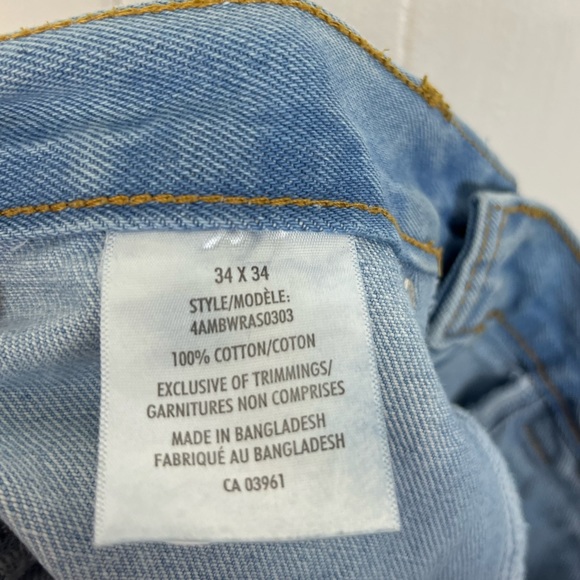 34 X 34
STYLE/MODÈLE:
4AMBWRAS0303
100% COTTON/COTON
EXCLUSIVE OF TRIMMINGS/
GARNITURES NON COMPRISES
MADE IN BANGLADESH
FABRIQUÉ AU BANGLADESH
CA 03961